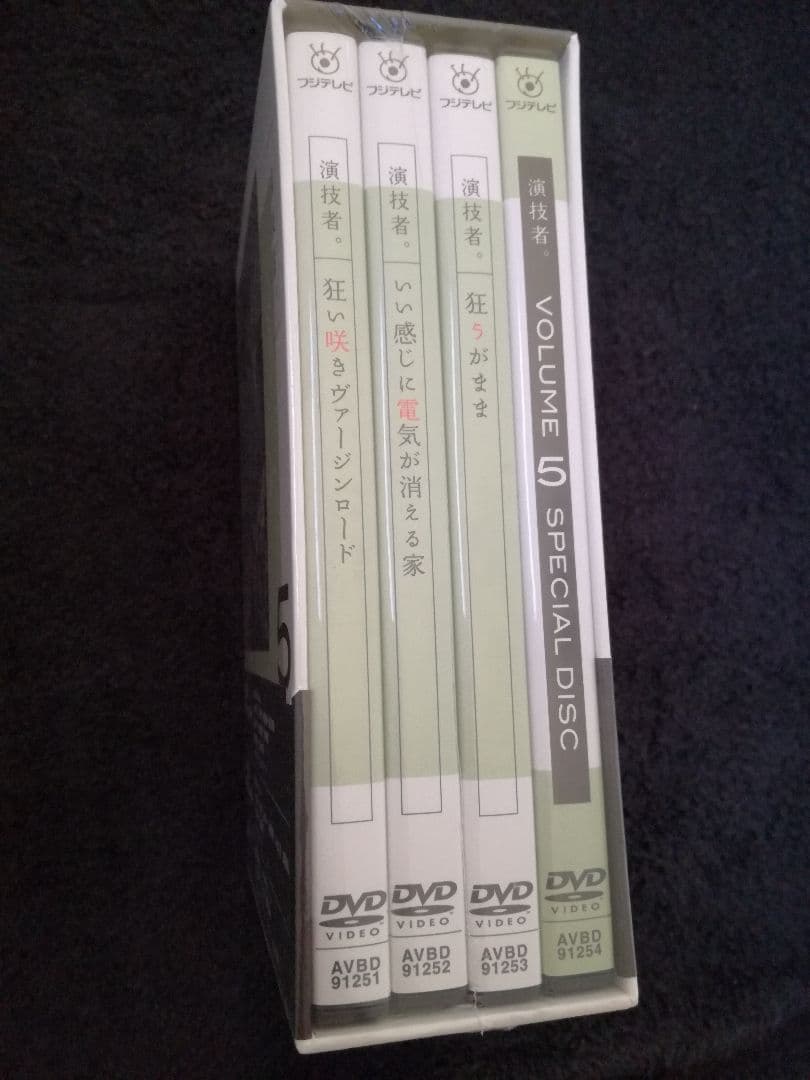 フジテレビ
演技者。
狂い咲きヴァージンロード
DVD
VIDEO
AVBD
91251
フジテレビ
演技者。
いい感じに電気が消える家
DVD
VIDEO
AVBD
91252
フジテレビ
演技者。
狂うがまま
DVD
VIDEO
AVBD
91253
フジテレビ
演技者。
VOLUME 5 SPECIAL DISC
DVD
VIDEO
AVBD
91254
5